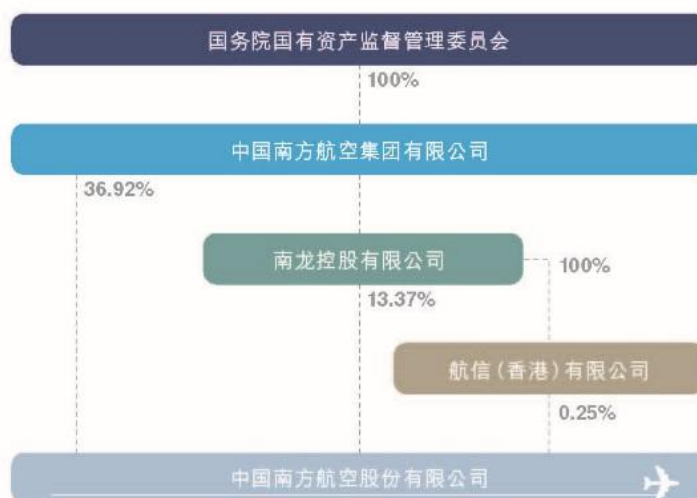 国务院国有资产监督管理委员会
100%
中国南方航空集团有限公司
36.92%
南龙控股有限公司
100%
13.37%
航信(香港)有限公司
0.25%
中国南方航空股份有限公司